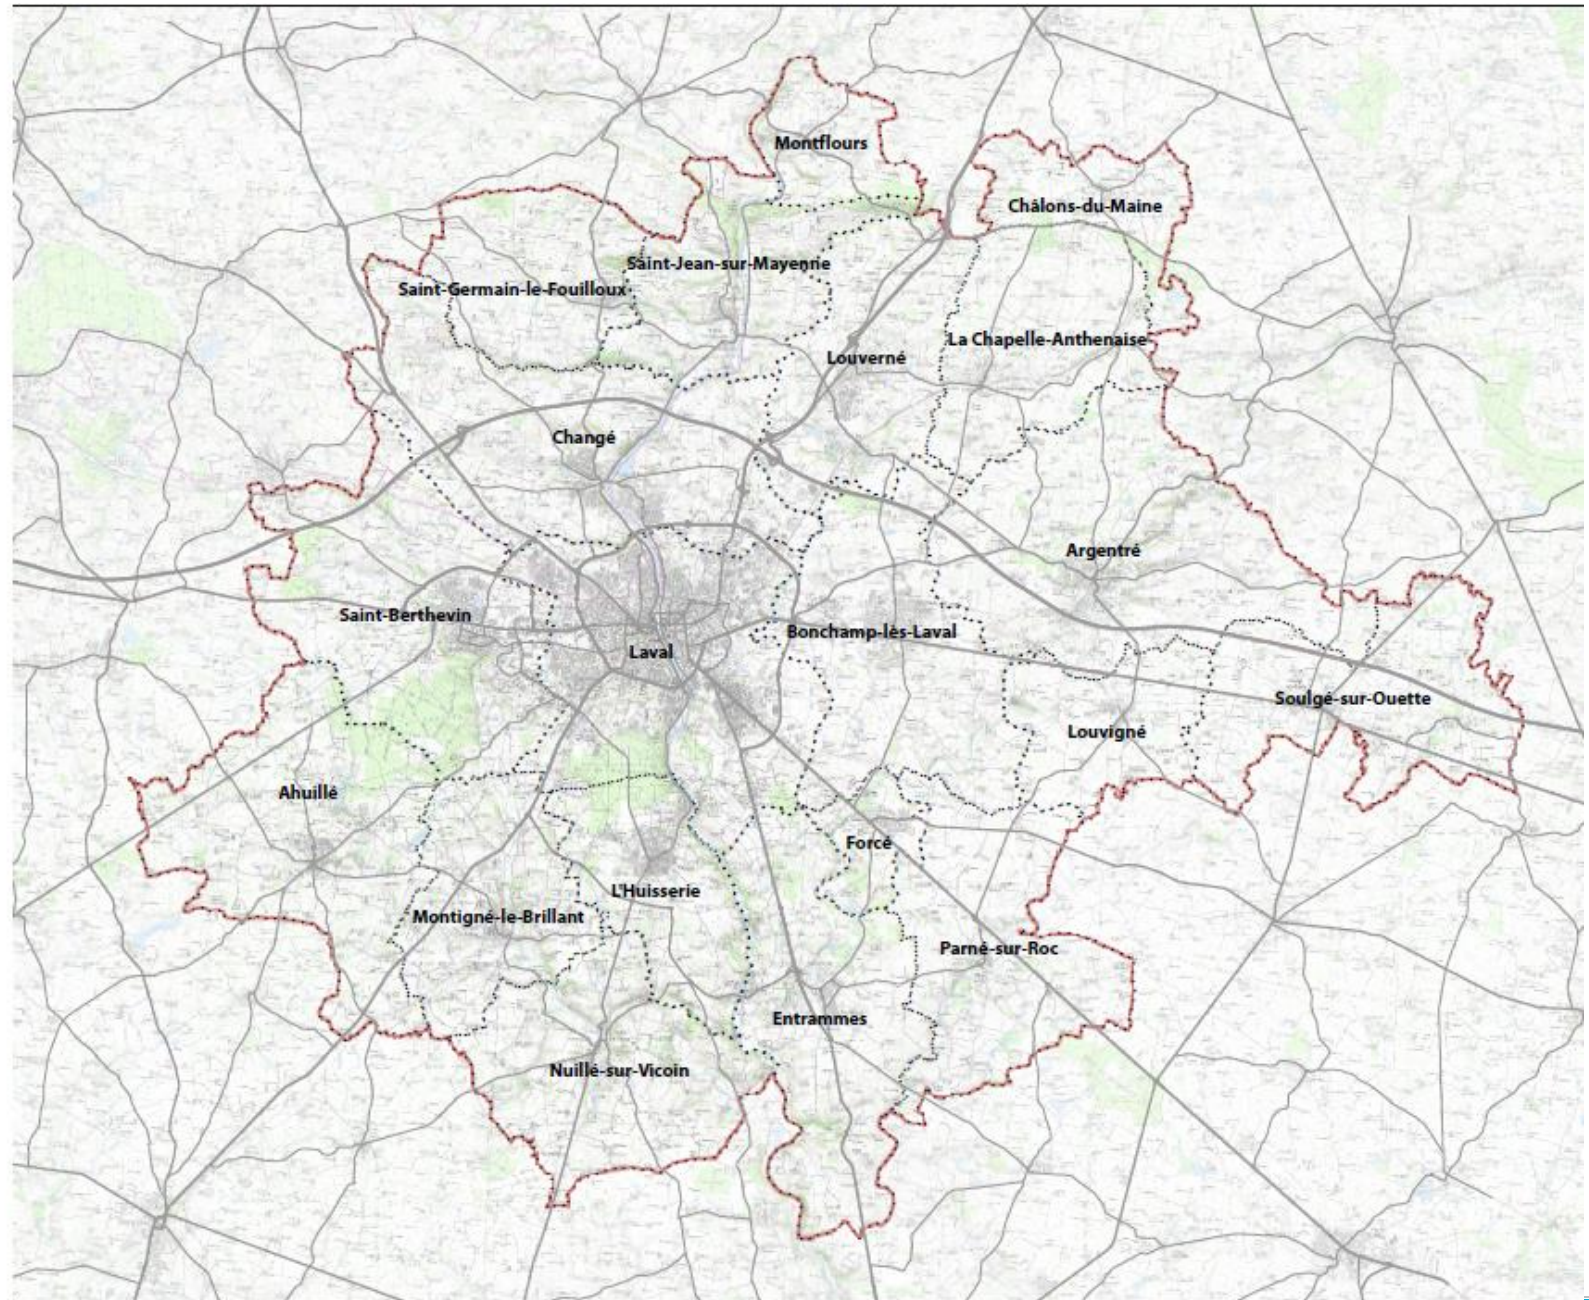 Montflours
Châlons-du-Maine
Saint-Jean-sur-Mayenne
Saint-Germain-le-Fouilloux
La Chapelle-Anthenaise
Louverné
Changé
Argentré
Saint-Berthevin
Bonchamp-lès-Laval
Laval
Soulgé-sur-Ouette
Louvigné
Ahuillé
Forcé
L'Huisserie
Montigné-le-Brillant
Parné-sur-Roc
Entrammes
Nuillé-sur-Vicoin